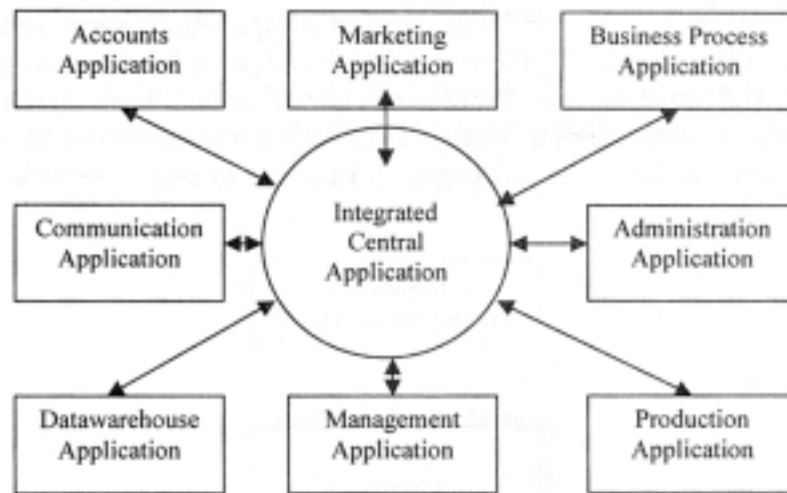 Accounts
Application
Marketing
Application
Business Process
Application
Communication
Application
Integrated
Central
Application
Administration
Application
Datawarehouse
Application
Management
Application
Production
Application